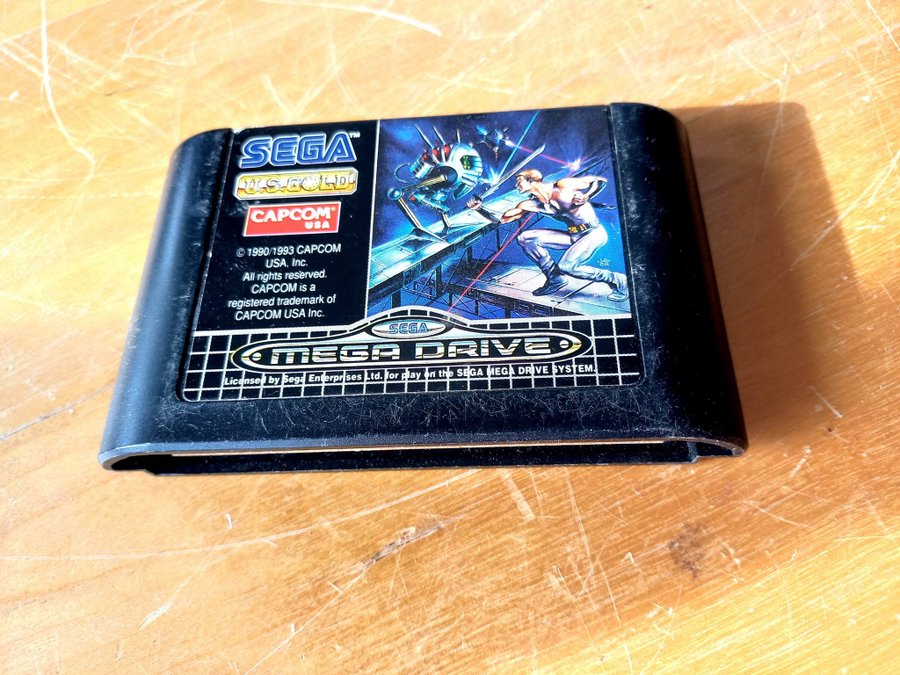 SEGA™
U.S. GOLD
CAPCOM®
USA
© 1990/1993 CAPCOM
USA, Inc.
All rights reserved.
CAPCOM is a
registered trademark of
CAPCOM USA Inc.
SEGA
MEGA DRIVE
Licensed by Sega Enterprises Ltd. for play on the SEGA MEGA DRIVE SYSTEM.